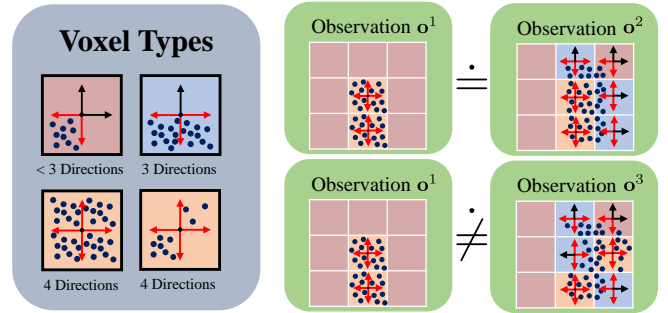 Voxel Types
< 3 Directions
3 Directions
4 Directions
4 Directions
Observation o¹
≐
Observation o²
Observation o¹
≐̸
Observation o³